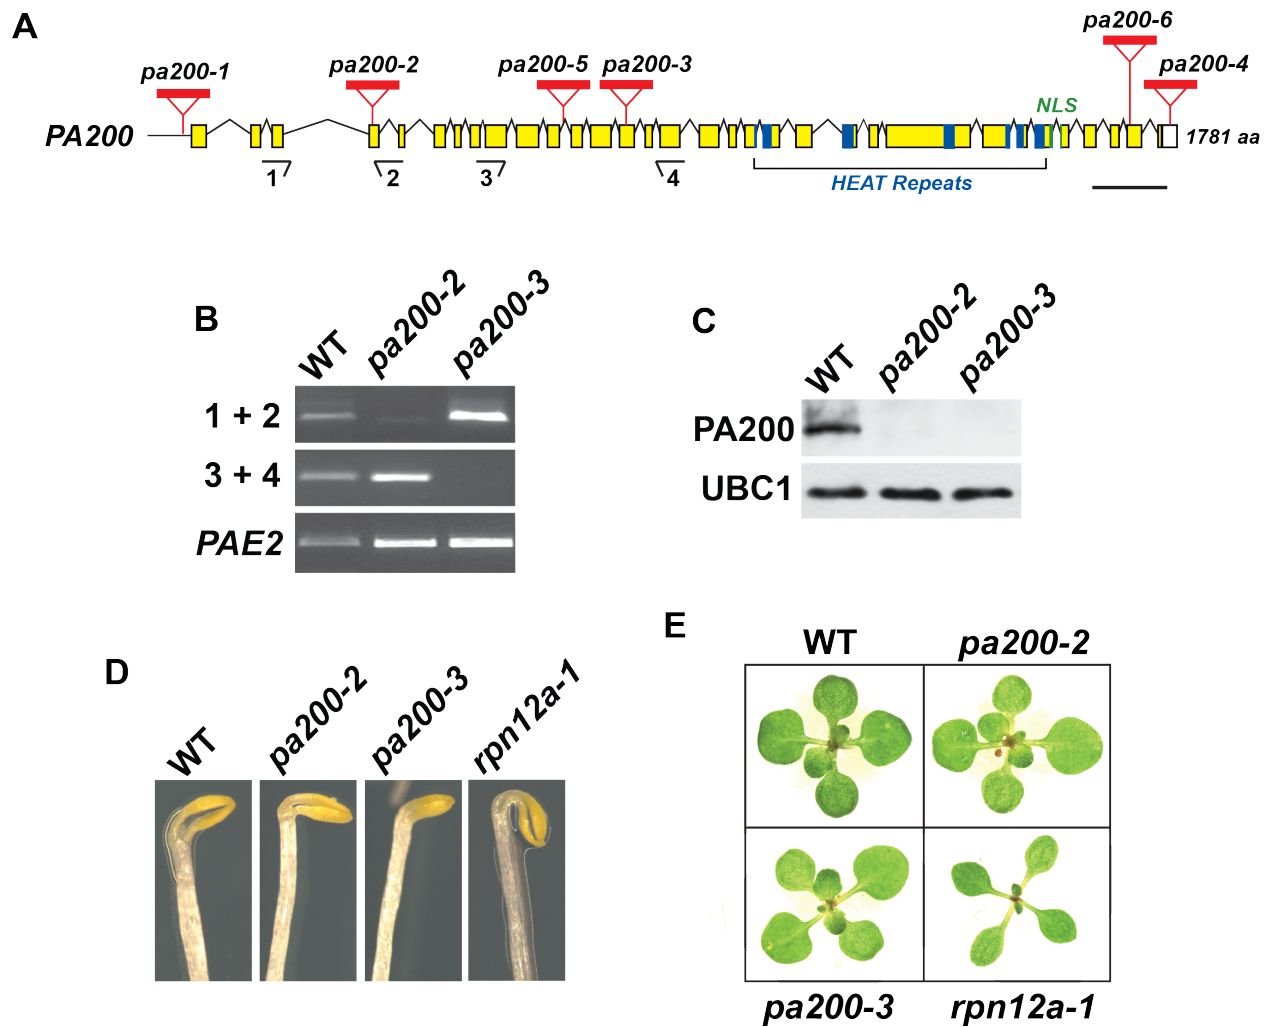 A
pa200-1
pa200-2
pa200-5
pa200-3
pa200-6
pa200-4
PA200
NLS
1781 aa
1
2
3
4
HEAT Repeats
B
WT
pa200-2
pa200-3
1 + 2
3 + 4
PAE2
C
WT
pa200-2
pa200-3
PA200
UBC1
D
WT
pa200-2
pa200-3
rpn12a-1
E
WT
pa200-2
pa200-3
rpn12a-1